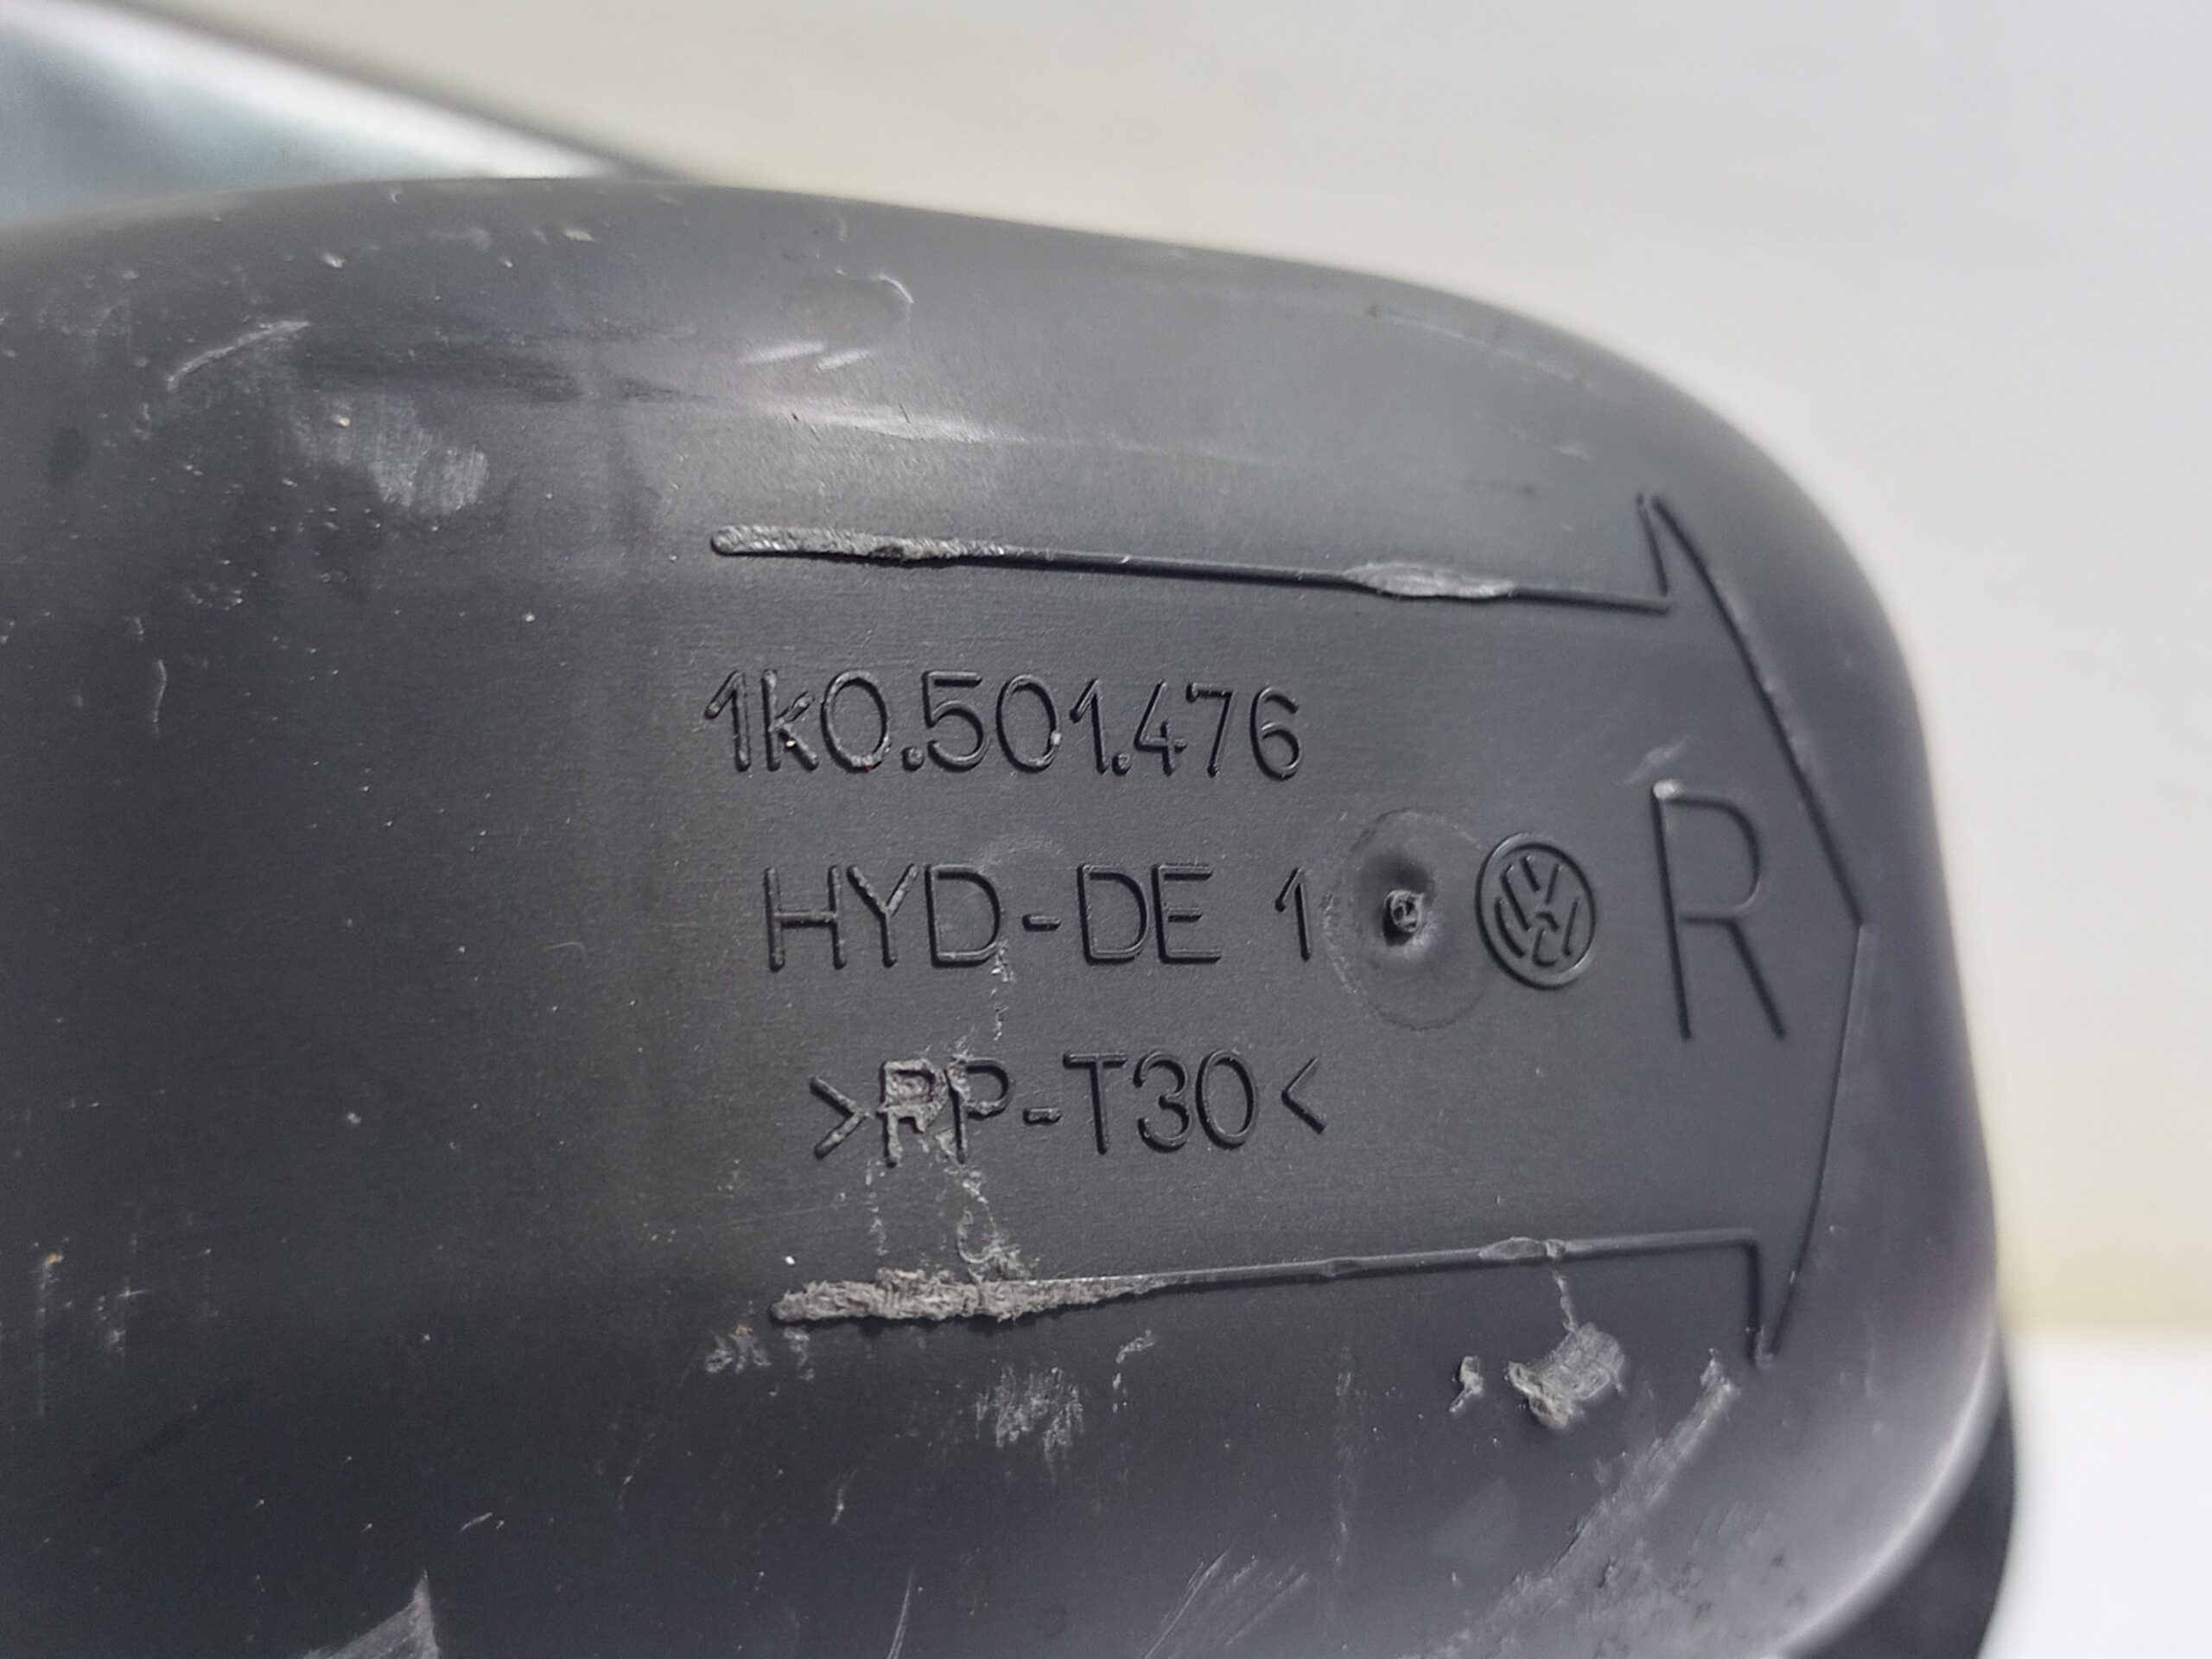 1k0.501.476
HYD-DE 1
R
>PP-T30<